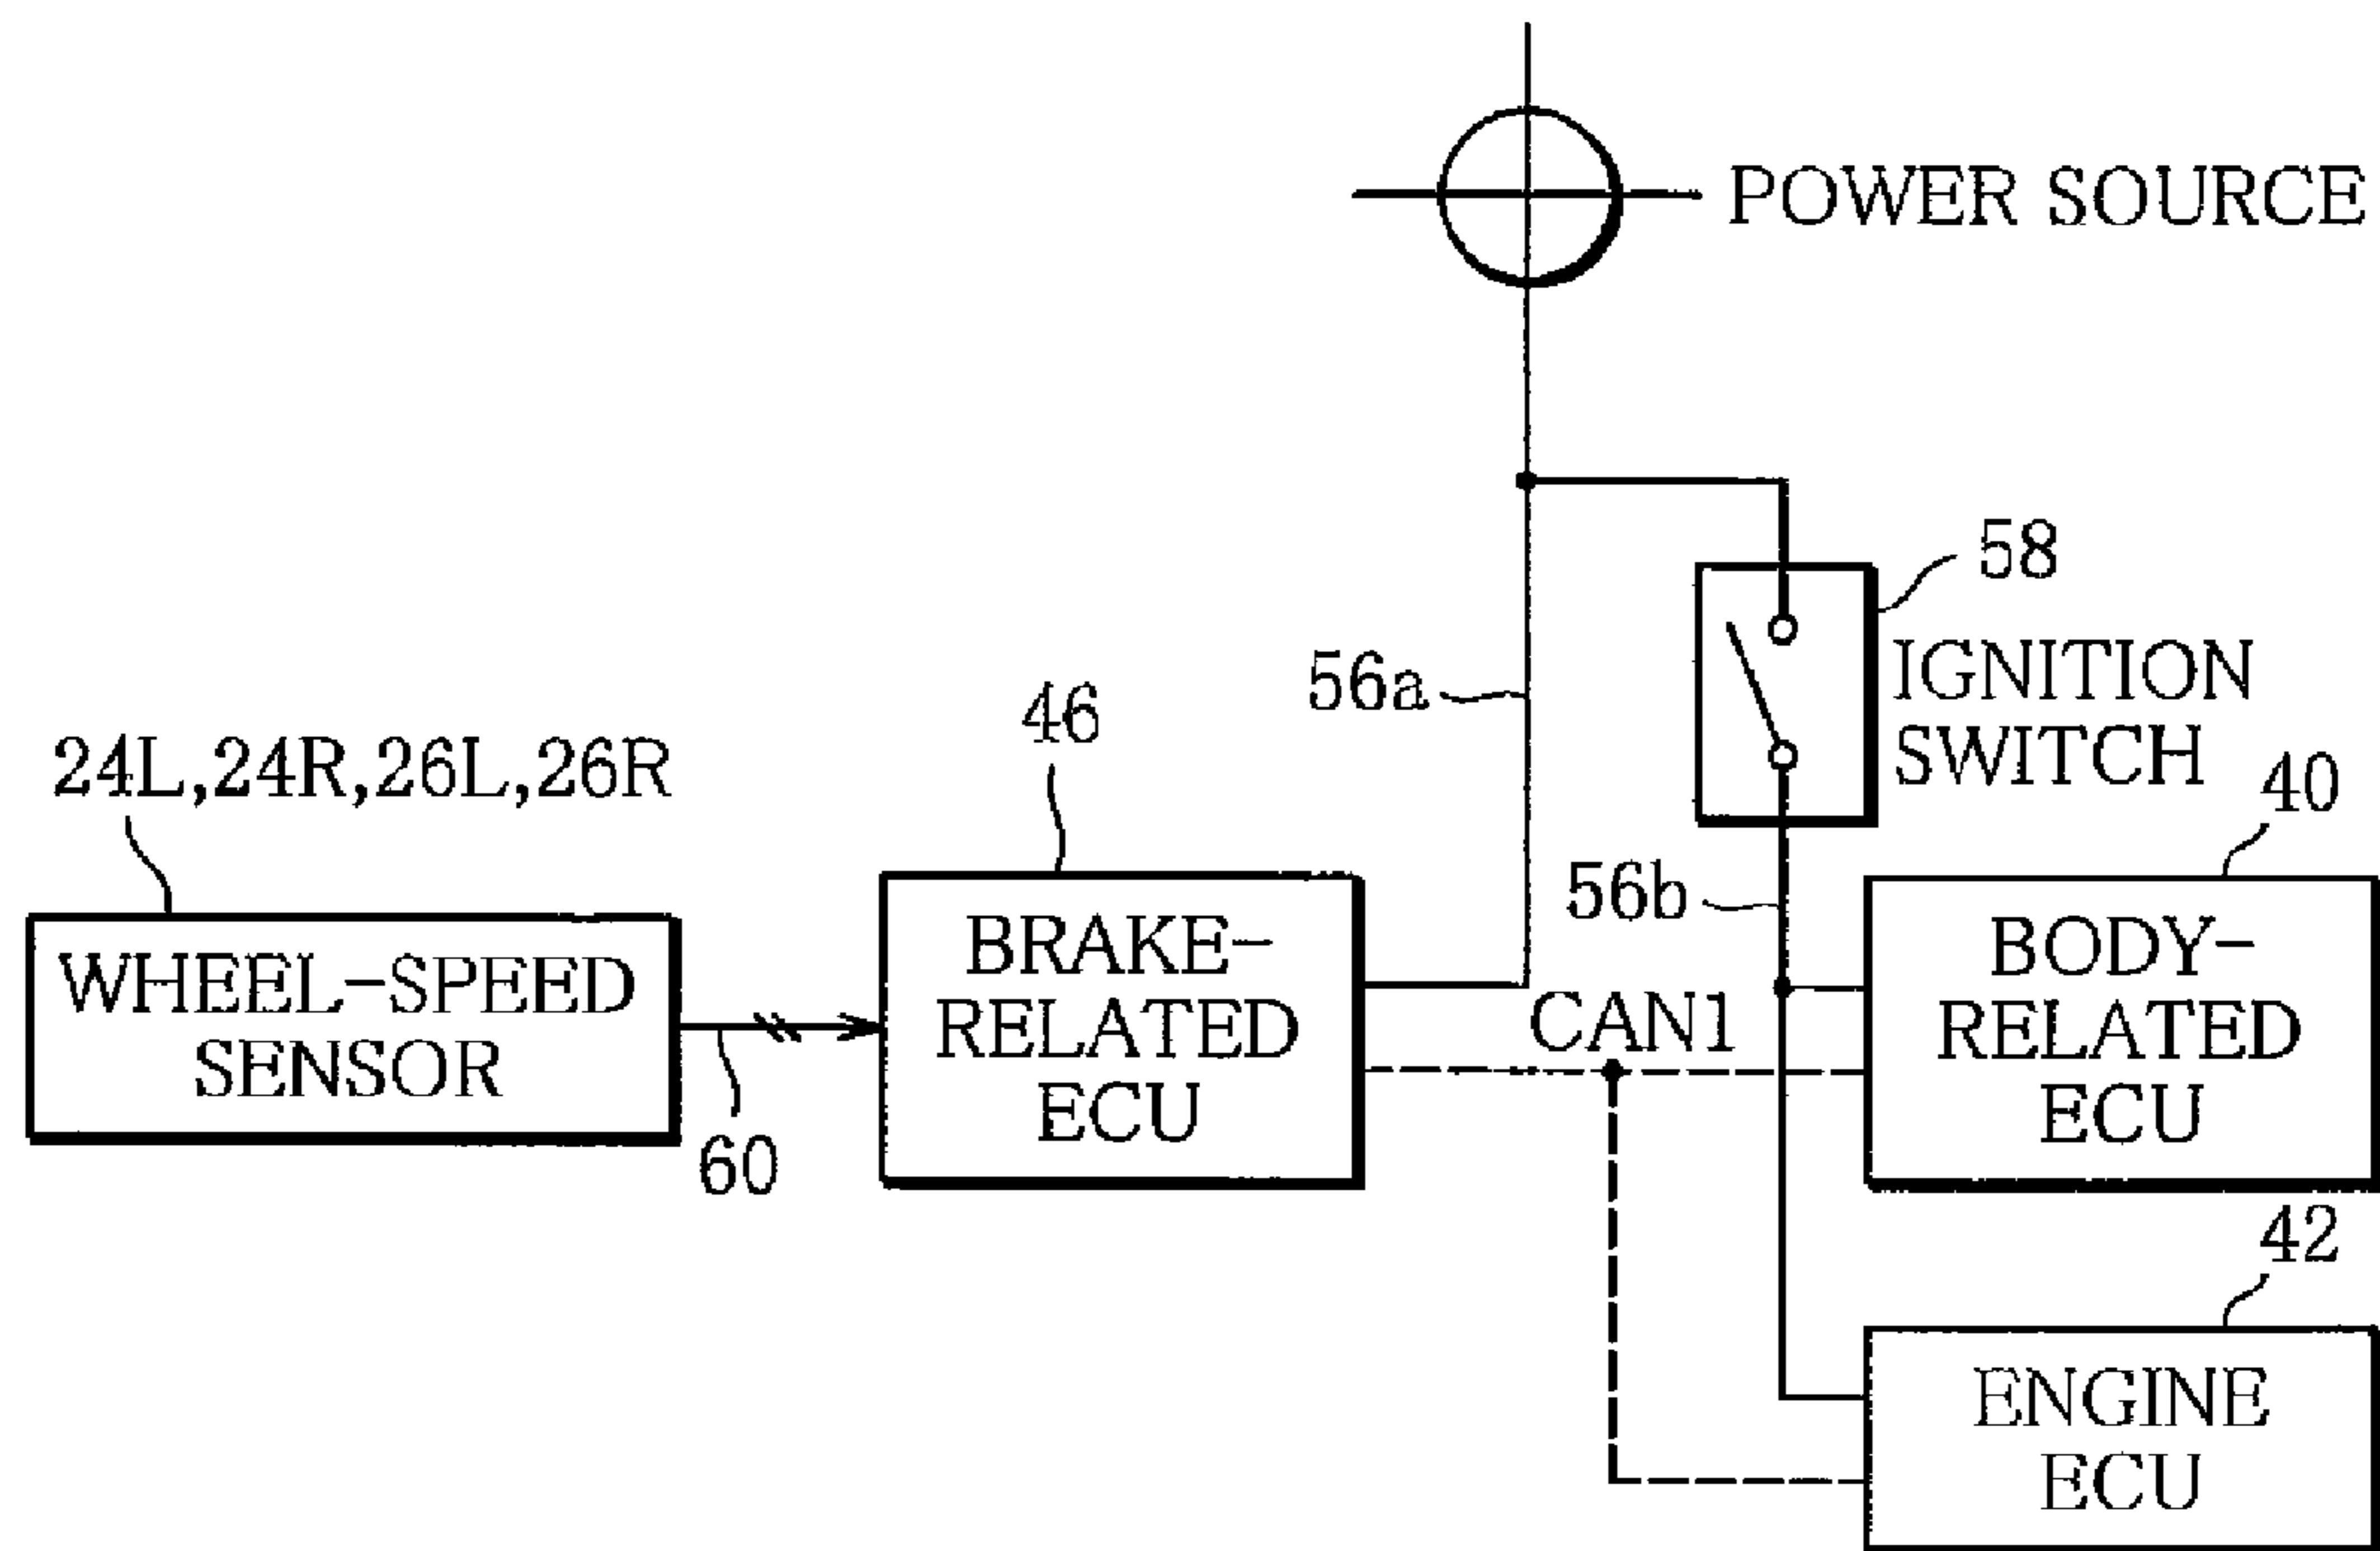 POWER SOURCE
58
IGNITION
SWITCH
56a
46
24L,24R,26L,26R
40
56b
WHEEL-SPEED
SENSOR
BRAKE-
RELATED
ECU
BODY-
RELATED
ECU
CAN1
60
42
ENGINE
ECU